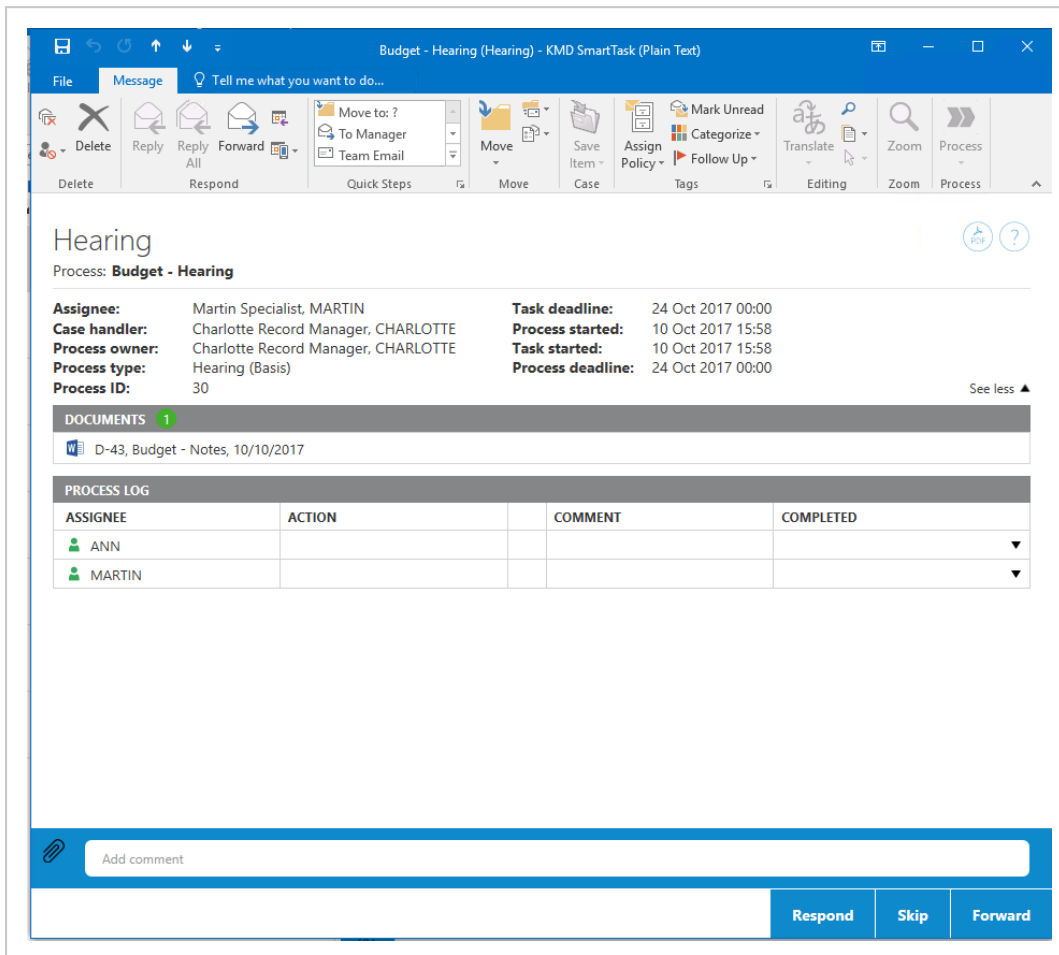 Budget - Hearing (Hearing) - KMD SmartTask (Plain Text)
File Message Tell me what you want to do...
Delete Reply Reply All Forward Move to: ? To Manager Team Email Move Save Item Assign Policy Mark Unread Categorize Follow Up Translate Zoom Process
Delete Respond Quick Steps Move Case Tags Editing Zoom Process
Hearing
PDF ?
Process: Budget - Hearing
Assignee: Martin Specialist, MARTIN Task deadline: 24 Oct 2017 00:00
Case handler: Charlotte Record Manager, CHARLOTTE Process started: 10 Oct 2017 15:58
Process owner: Charlotte Record Manager, CHARLOTTE Task started: 10 Oct 2017 15:58
Process type: Hearing (Basis) Process deadline: 24 Oct 2017 00:00
Process ID: 30 See less
DOCUMENTS 1
D-43, Budget - Notes, 10/10/2017
PROCESS LOG
ASSIGNEE ACTION COMMENT COMPLETED
ANN
MARTIN
Add comment
Respond Skip Forward